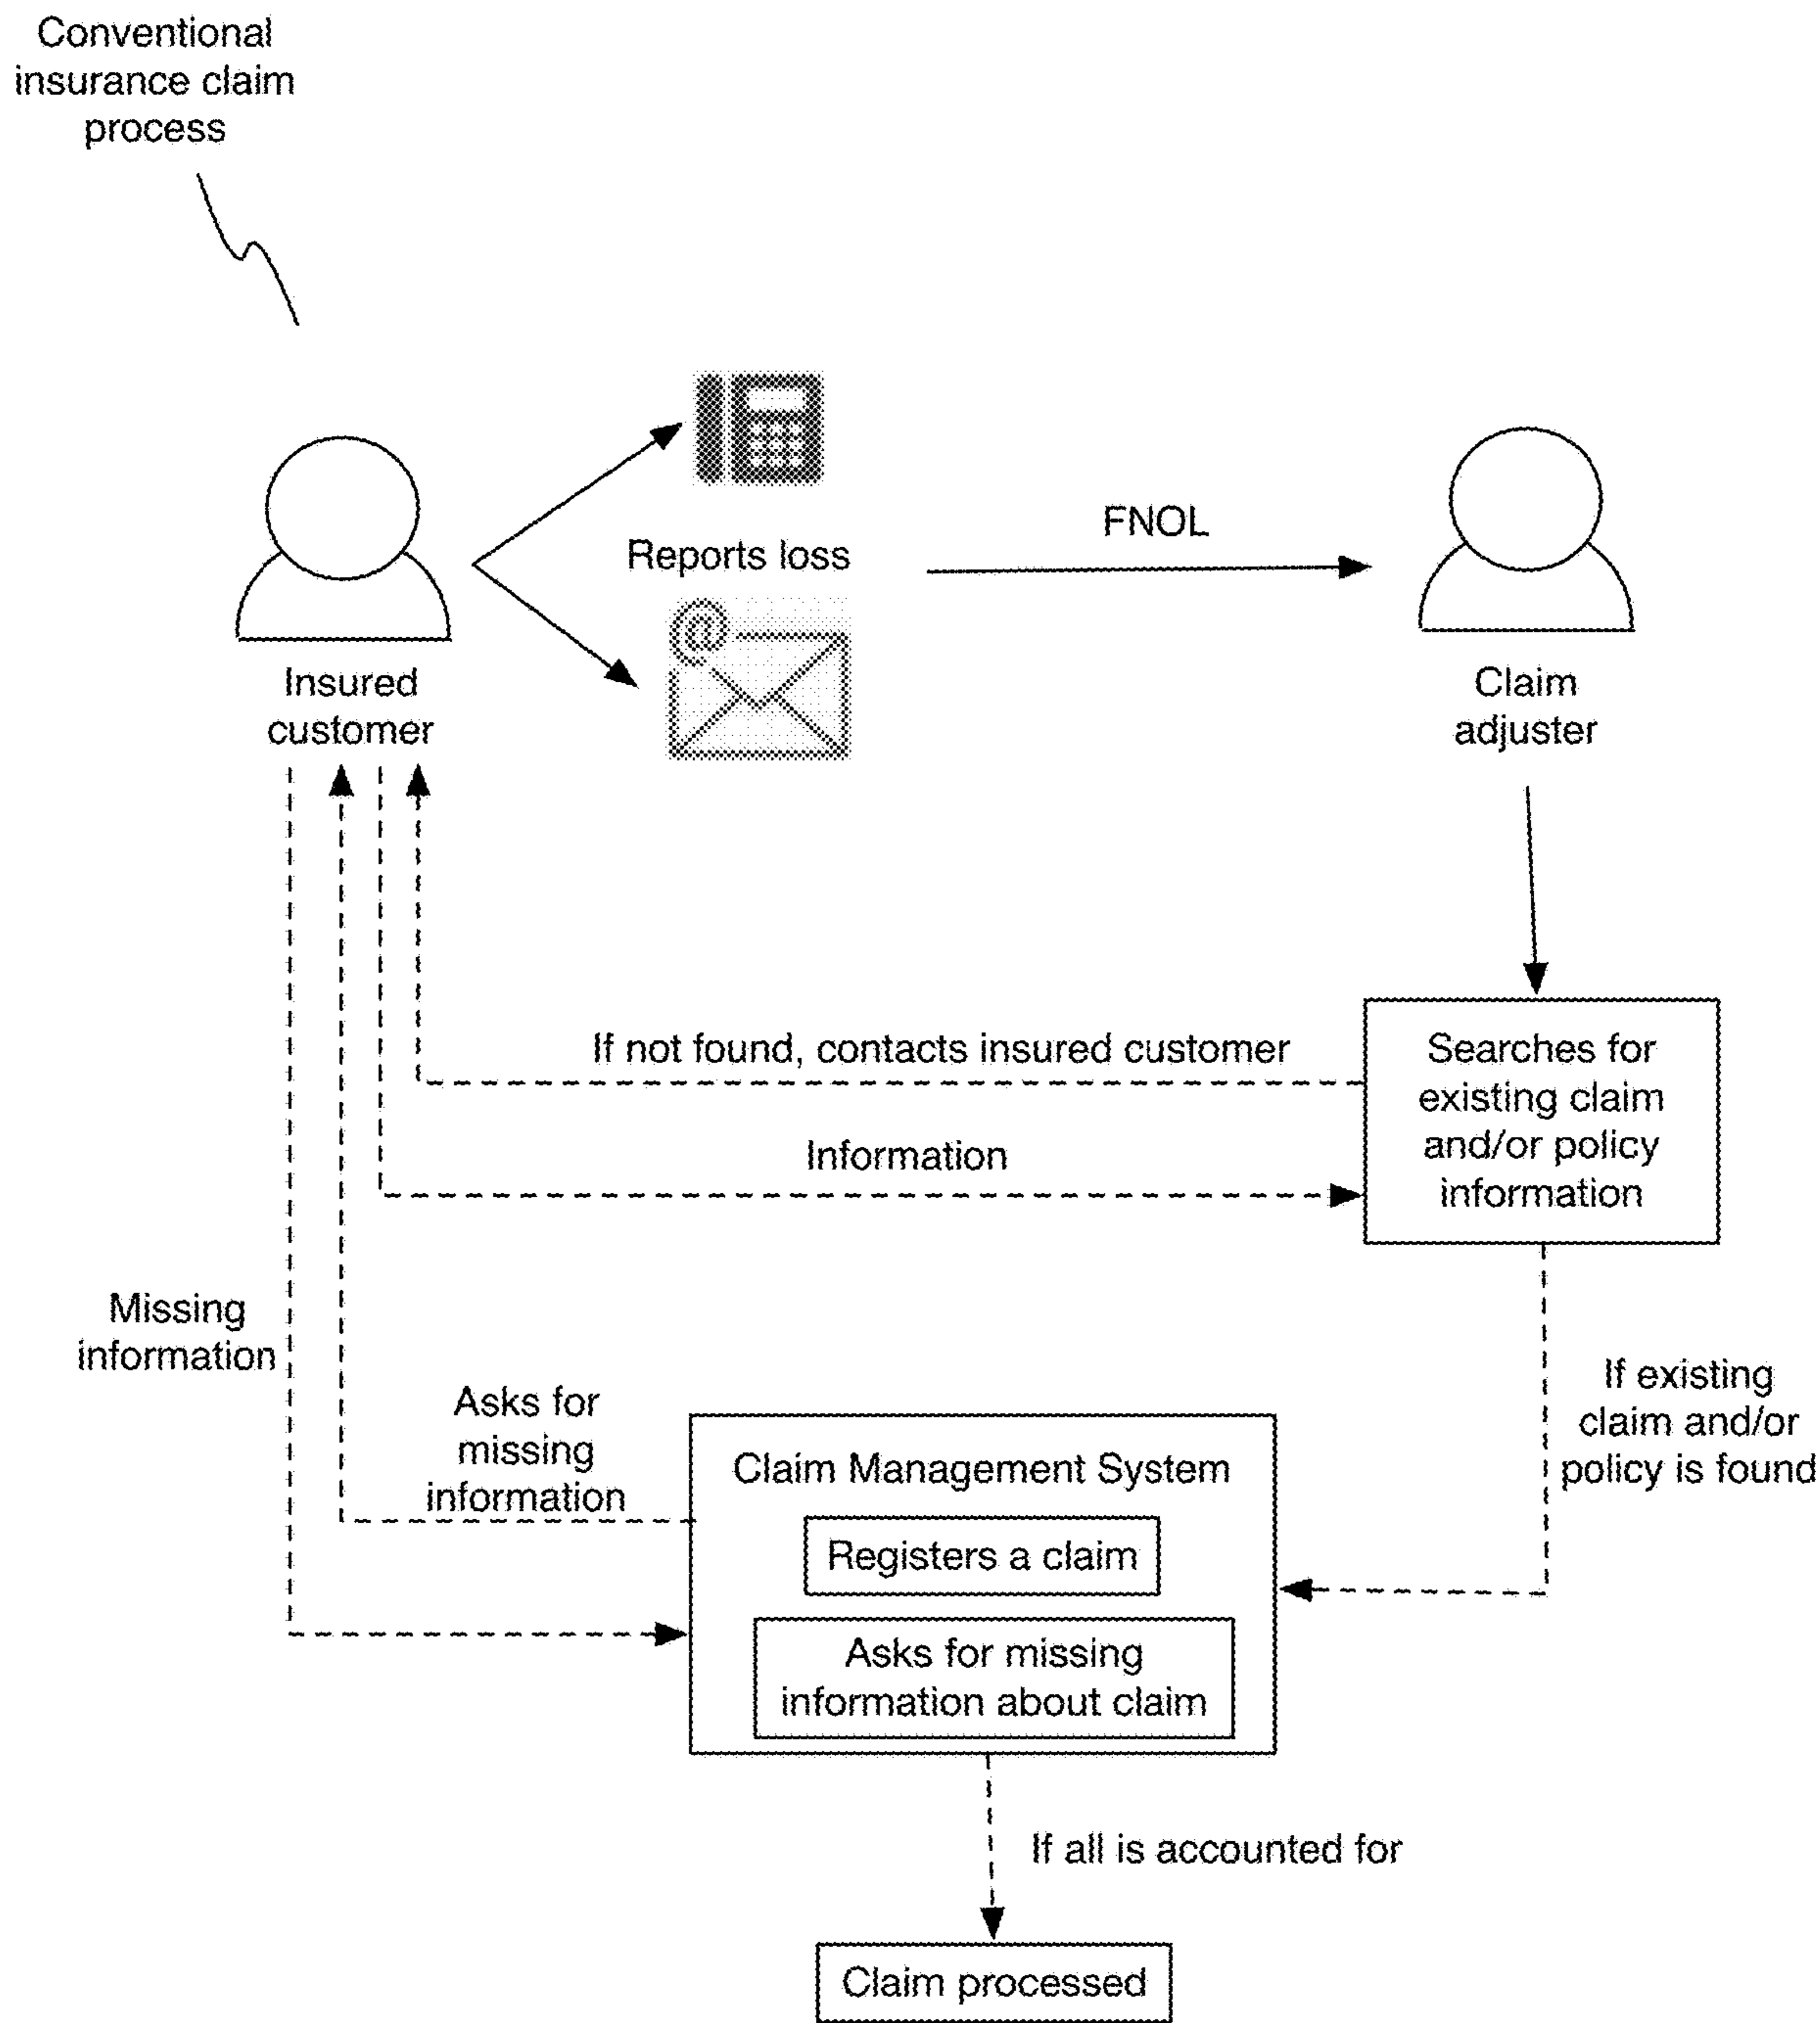 Conventional
insurance claim
process
FNOL
Reports loss
@
Insured
customer
Claim
adjuster
If not found, contacts insured customer
Searches for
existing claim
and/or policy
information
Information
Missing
information
If existing
claim and/or
policy is found
Asks for
missing
information
Claim Management System
Registers a claim
Asks for missing
information about claim
If all is accounted for
Claim processed